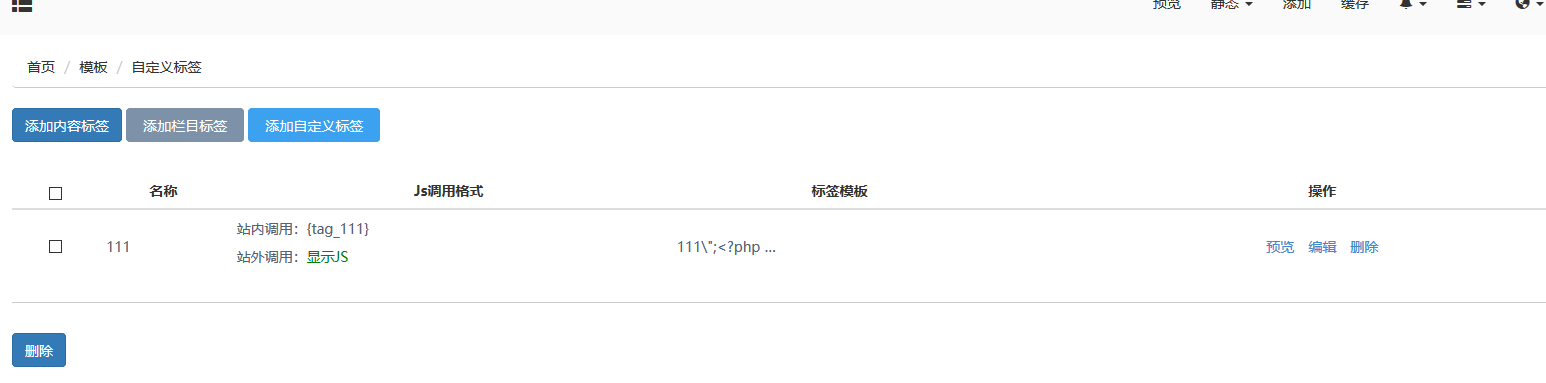 预览 静态 添加 缓存
首页 / 模板 / 自定义标签
添加内容标签 添加栏目标签 添加自定义标签
名称 Js调用格式 标签模板 操作
站内调用：{tag_111}
111 111\";<?php ... 预览 编辑 删除
站外调用：显示JS
删除